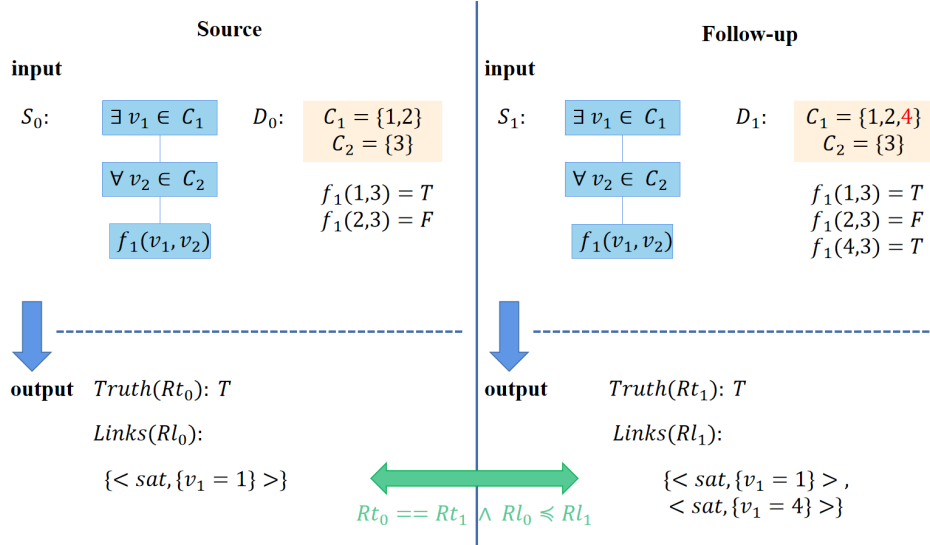 Source
input
S₀:
∃ v₁ ∈ C₁
∀ v₂ ∈ C₂
f₁(v₁, v₂)
D₀:
C₁ = {1,2}
C₂ = {3}
f₁(1,3) = T
f₁(2,3) = F
output
Truth(Rt₀): T
Links(Rl₀):
{< sat, {v₁ = 1} >}
Follow-up
input
S₁:
∃ v₁ ∈ C₁
∀ v₂ ∈ C₂
f₁(v₁, v₂)
D₁:
C₁ = {1,2,4}
C₂ = {3}
f₁(1,3) = T
f₁(2,3) = F
f₁(4,3) = T
output
Truth(Rt₁): T
Links(Rl₁):
{< sat, {v₁ = 1} > ,
< sat, {v₁ = 4} >}
Rt₀ == Rt₁ ∧ Rl₀ ≼ Rl₁